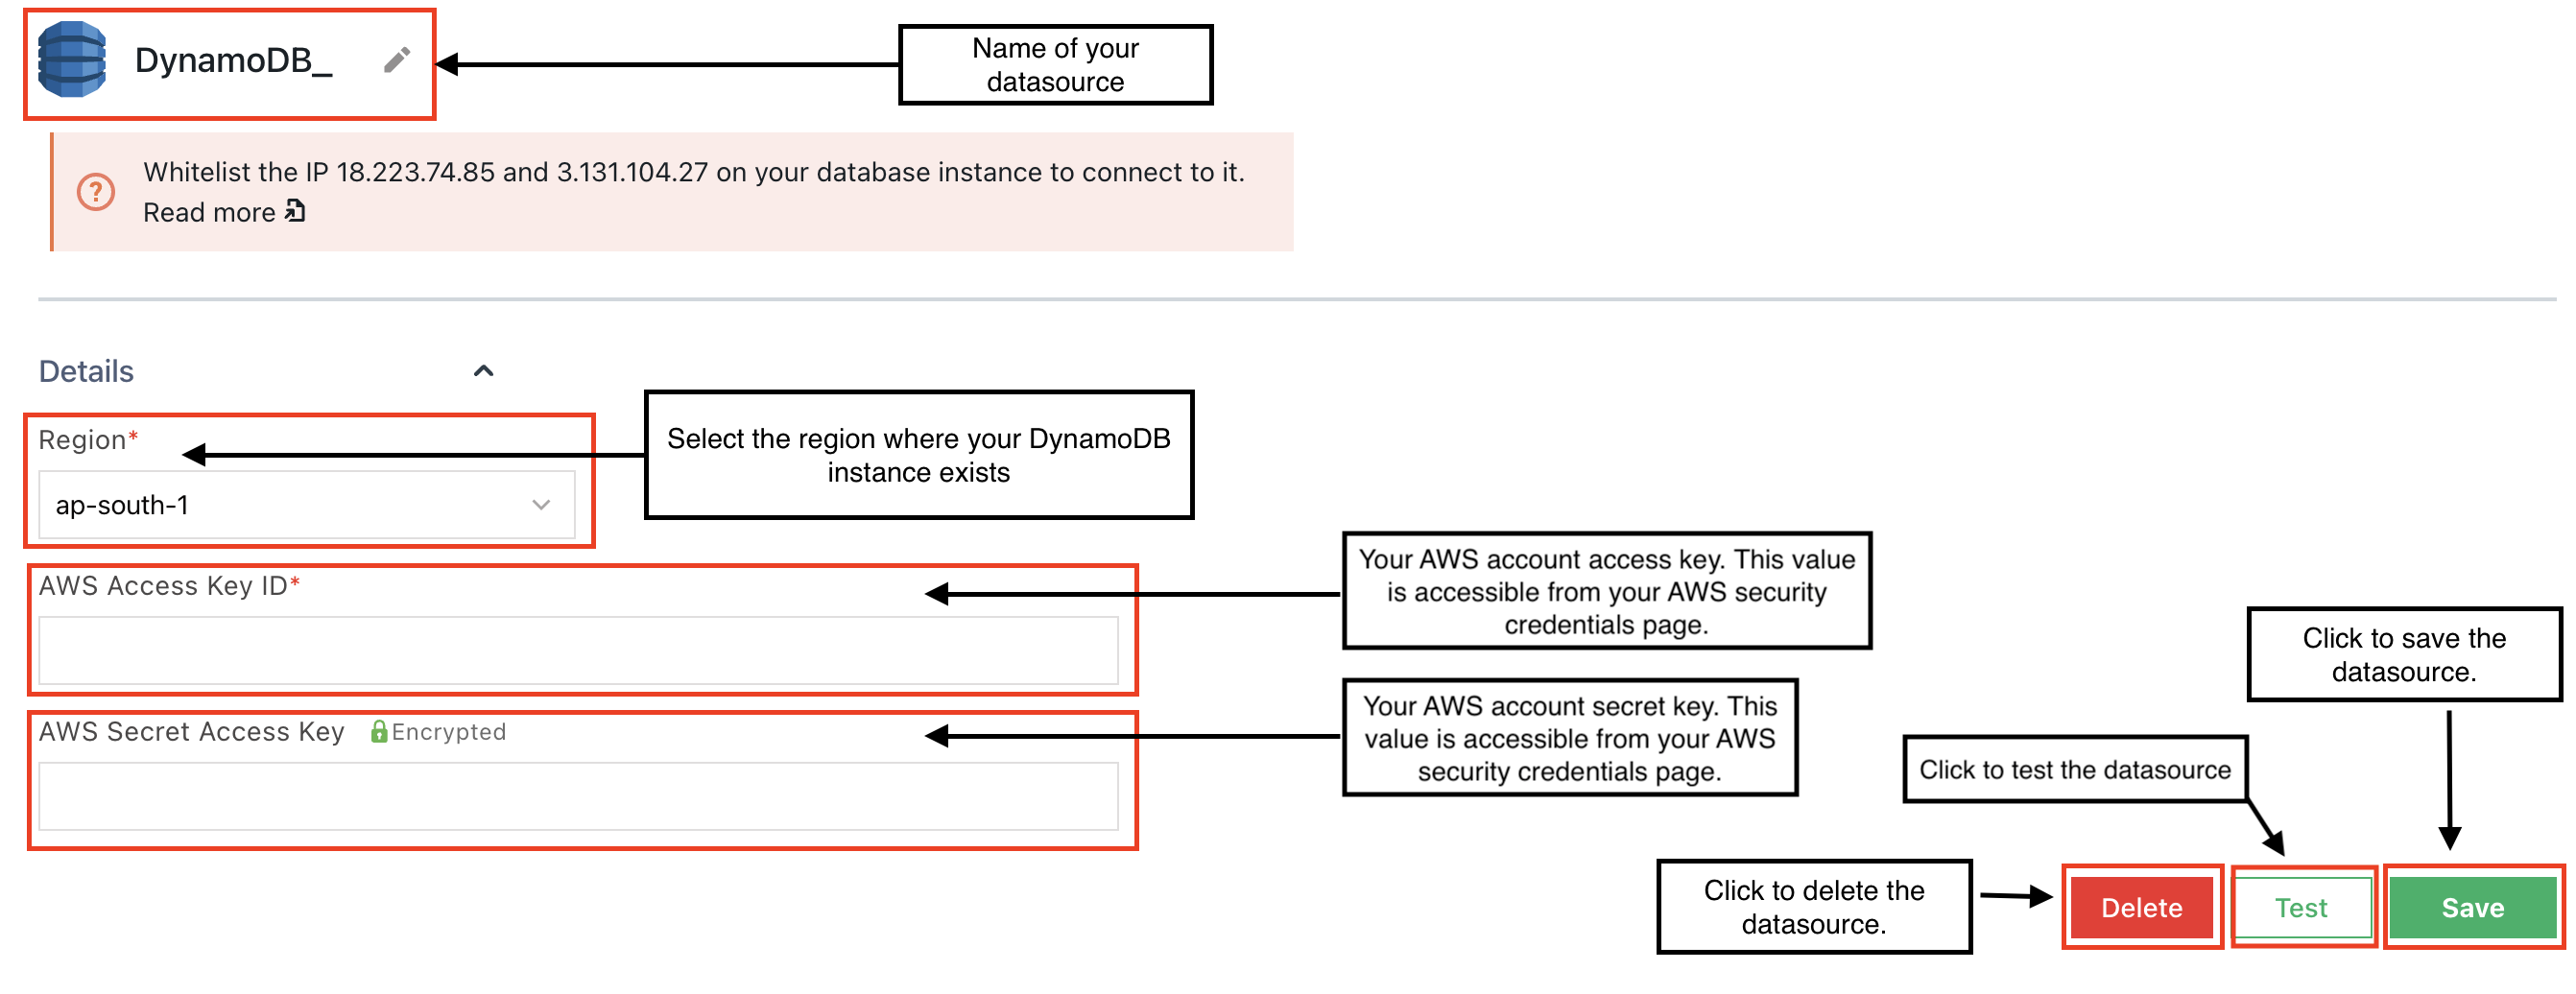 DynamoDB_
Name of your
datasource
Whitelist the IP 18.223.74.85 and 3.131.104.27 on your database instance to connect to it.
Read more
Details
Region*
Select the region where your DynamoDB
instance exists
ap-south-1
AWS Access Key ID*
Your AWS account access key. This value
is accessible from your AWS security
credentials page.
AWS Secret Access Key Encrypted
Your AWS account secret key. This
value is accessible from your AWS
security credentials page.
Click to save the
datasource.
Click to test the datasource
Click to delete the
datasource.
Delete
Test
Save